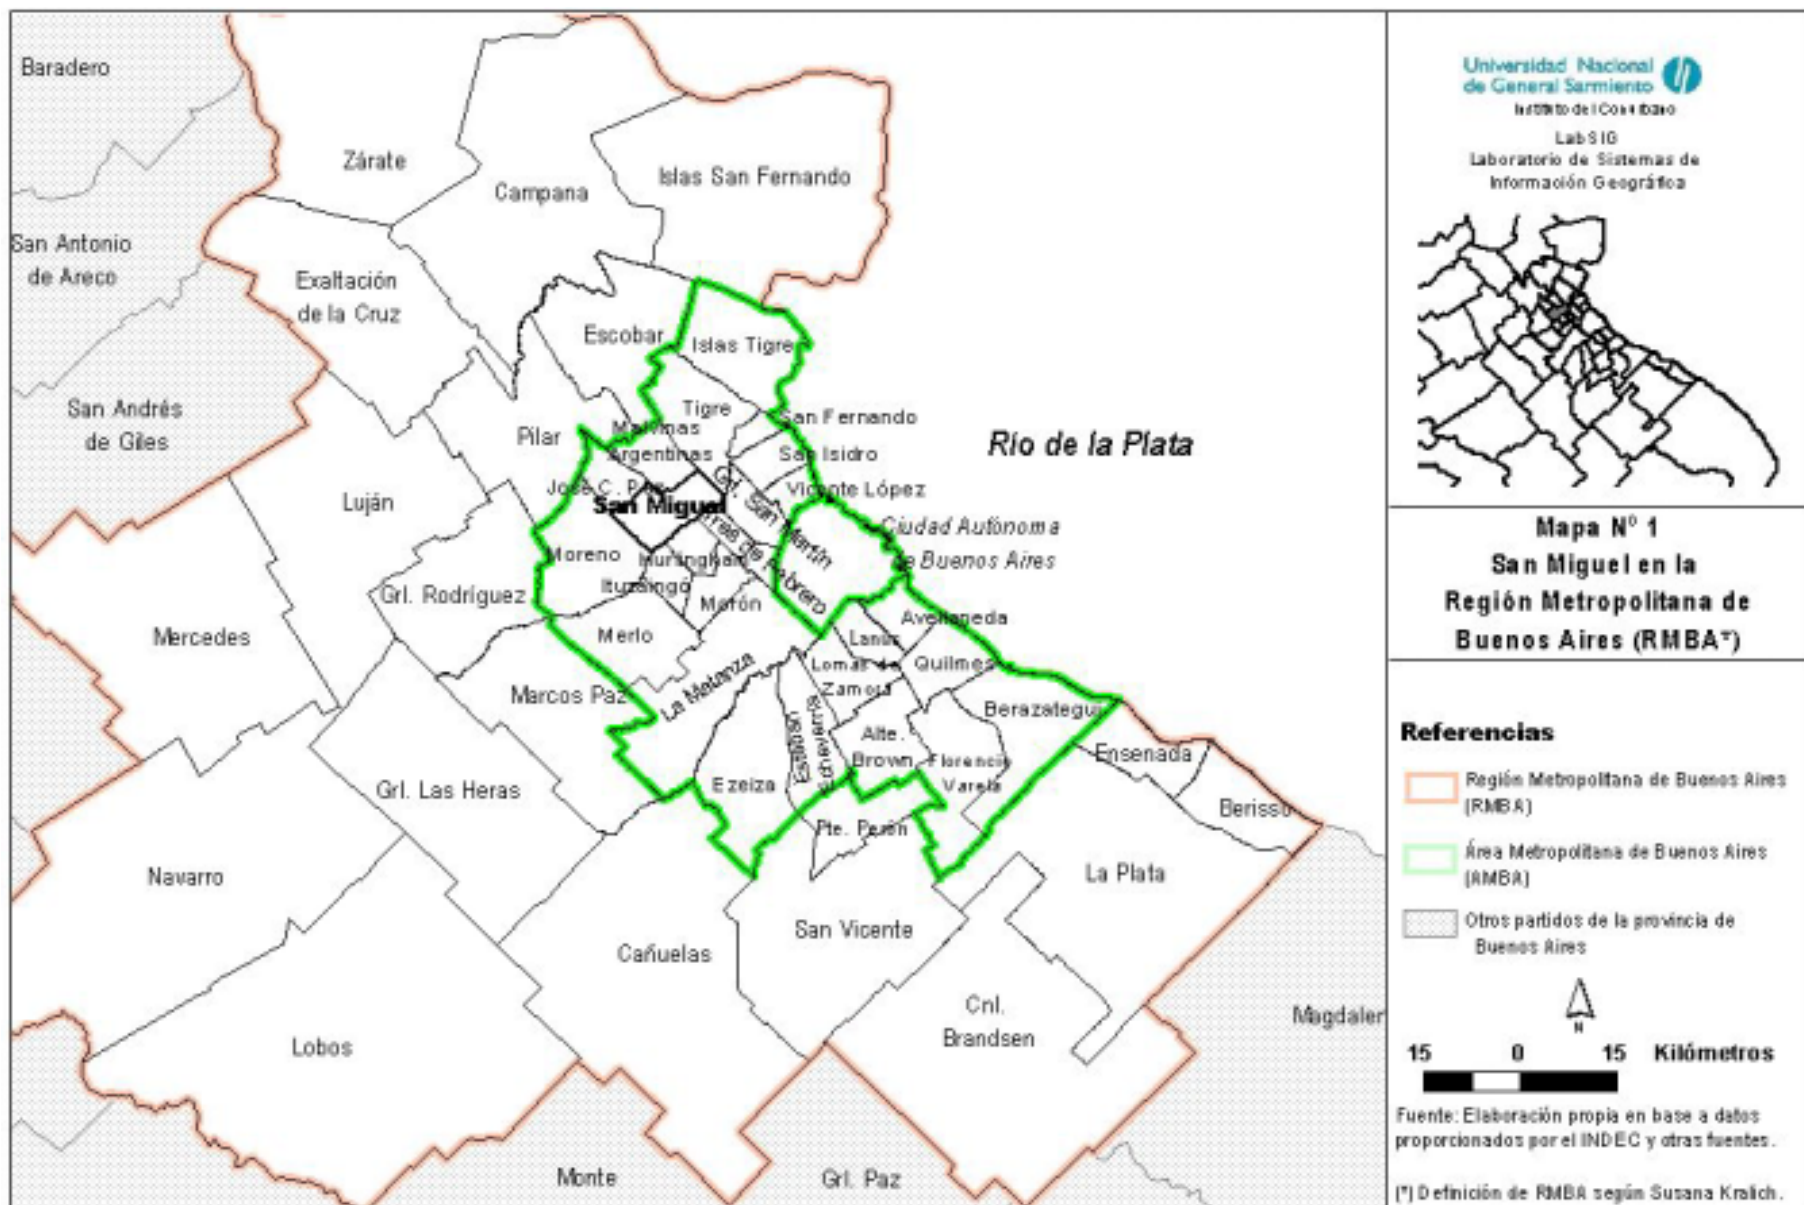 Baradero
Zárate
Campana
Islas San Fernando
San Antonio
de Areco
Exaltación
de la Cruz
Escobar
Islas Tigre
San Andrés
de Giles
Pilar
Tigre
San Fernando
Malvinas
Argentinas
San Isidro
Río de la Plata
Luján
José C. Paz
Vicente López
San Miguel
Grl. San Martín
Tres de Febrero
Ciudad Autónoma
de Buenos Aires
Moreno
Hurlingham
Ituzaingó
Morón
Grl. Rodríguez
Mercedes
Merlo
Avellaneda
Lanús
Lomas de
Zamora
Quilmes
Marcos Paz
La Matanza
Berazategui
Esteban
Echeverría
Alte.
Brown
Florencio
Varela
Ensenada
Ezeiza
Berisso
Grl. Las Heras
Pte. Perón
Navarro
La Plata
San Vicente
Cañuelas
Cnl.
Brandsen
Magdalen
Lobos
Monte
Grl. Paz
Universidad Nacional
de General Sarmiento
Instituto del Conurbano
LabSIG
Laboratorio de Sistemas de
Información Geográfica
Mapa Nº 1
San Miguel en la
Región Metropolitana de
Buenos Aires (RMBA*)
Referencias
Región Metropolitana de Buenos Aires
(RMBA)
Área Metropolitana de Buenos Aires
(AMBA)
Otros partidos de la provincia de
Buenos Aires
N
15 0 15 Kilómetros
Fuente: Elaboración propia en base a datos
proporcionados por el INDEC y otras fuentes.
(*) Definición de RMBA según Susana Kralich.